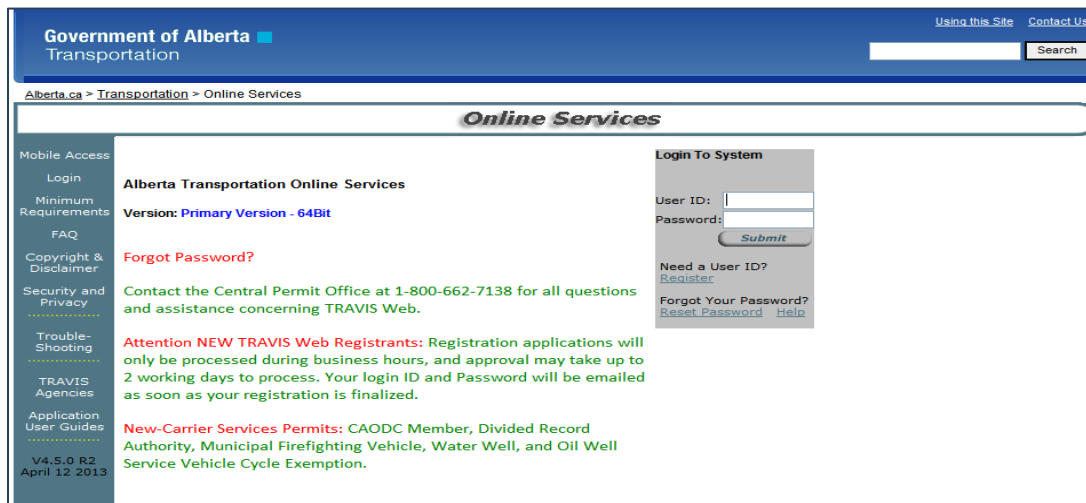 Using this Site Contact Us
Government of Alberta
Transportation
Search
Alberta.ca > Transportation > Online Services
Online Services
Mobile Access
Login
Minimum
Requirements
FAQ
Copyright &
Disclaimer
Security and
Privacy
Trouble-
Shooting
TRAVIS
Agencies
Application
User Guides
V4.5.0 R2
April 12 2013
Alberta Transportation Online Services
Version: Primary Version - 64Bit
Forgot Password?
Contact the Central Permit Office at 1-800-662-7138 for all questions
and assistance concerning TRAVIS Web.
Attention NEW TRAVIS Web Registrants: Registration applications will
only be processed during business hours, and approval may take up to
2 working days to process. Your login ID and Password will be emailed
as soon as your registration is finalized.
New-Carrier Services Permits: CAODC Member, Divided Record
Authority, Municipal Firefighting Vehicle, Water Well, and Oil Well
Service Vehicle Cycle Exemption.
Login To System
User ID:
Password:
Submit
Need a User ID?
Register
Forgot Your Password?
Reset Password Help